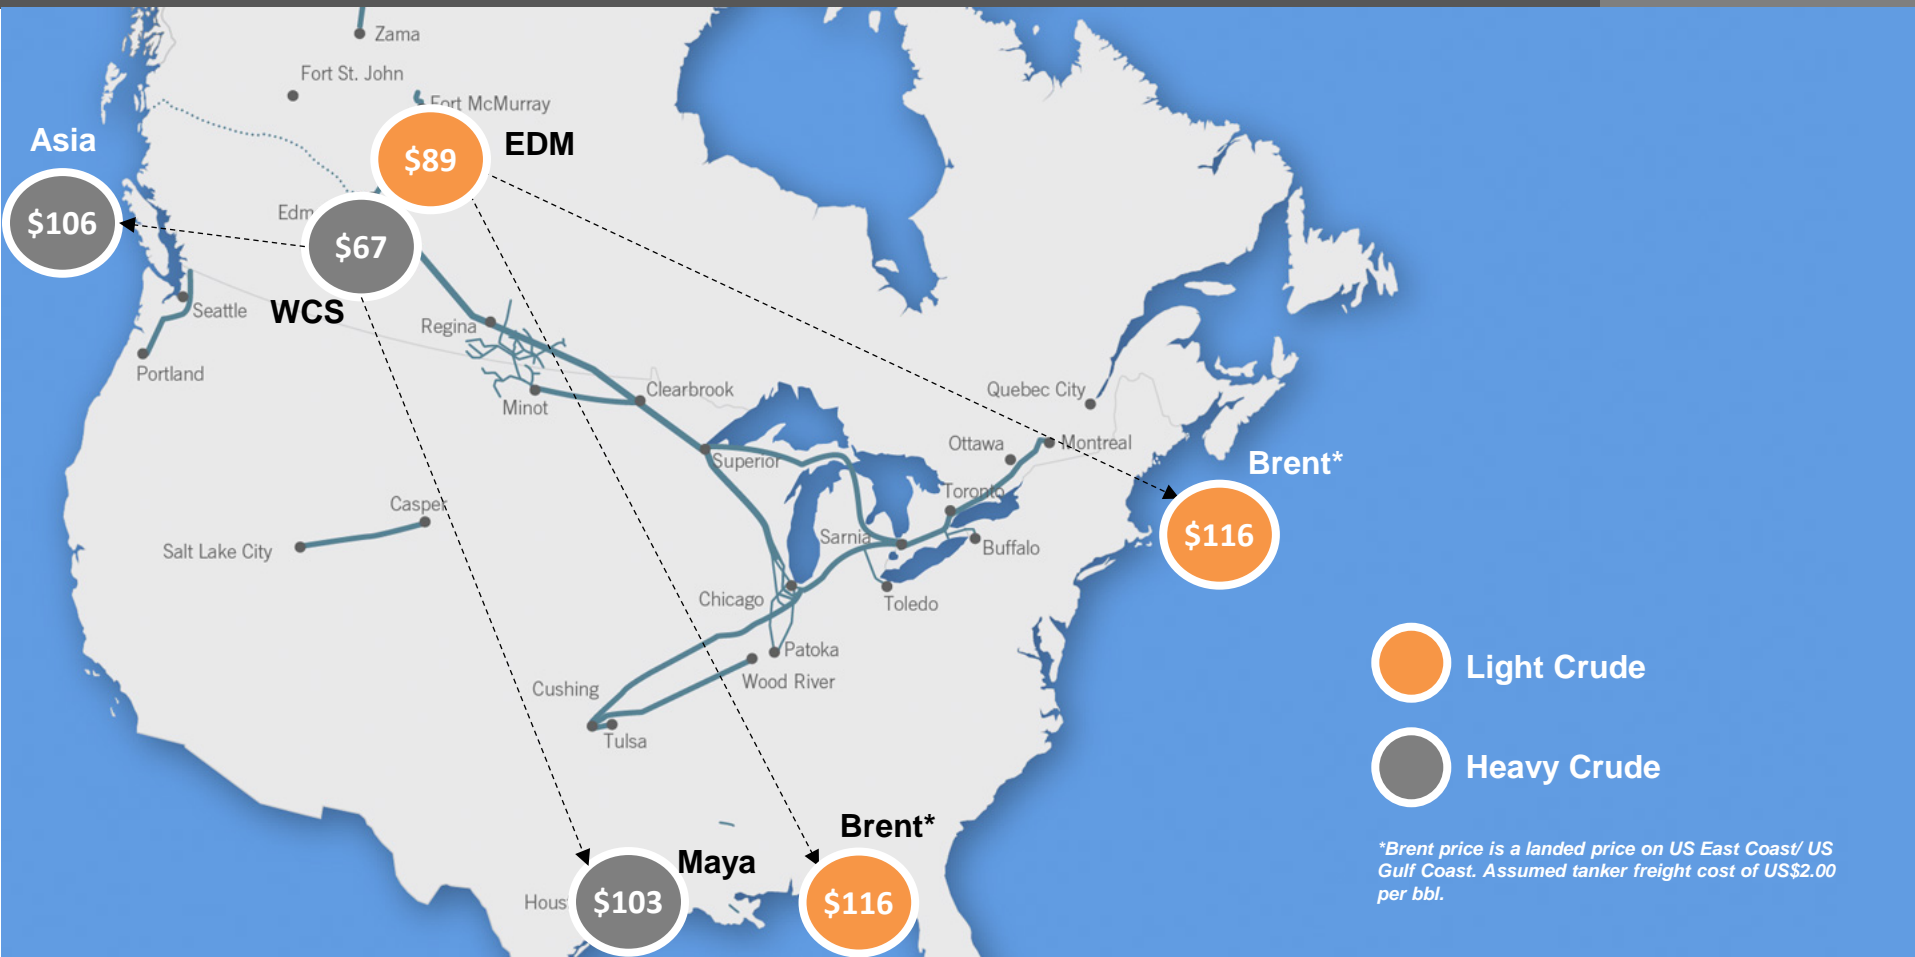 Zama
Fort St. John
Fort McMurray
Asia
$89
EDM
$106
Edm
$67
WCS
Seattle
Regina
Portland
Clearbrook
Minot
Quebec City
Superior
Ottawa
Montreal
Brent*
Toronto
Casper
$116
Sarnia
Salt Lake City
Buffalo
Chicago
Toledo
Patoka
Light Crude
Cushing
Wood River
Tulsa
Heavy Crude
Brent*
Maya
*Brent price is a landed price on US East Coast/ US
Gulf Coast. Assumed tanker freight cost of US$2.00
per bbl.
Hous
$103
$116